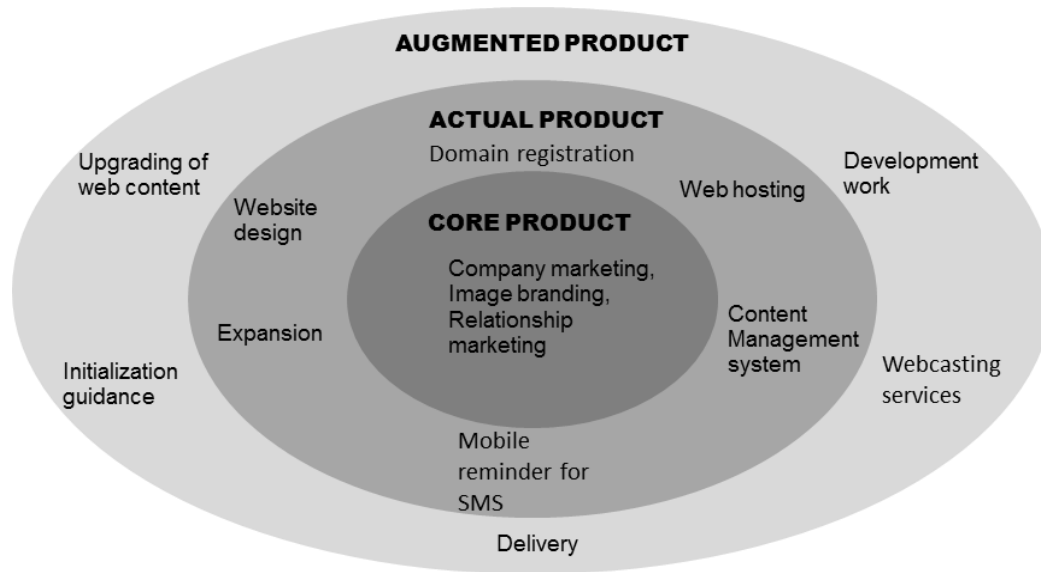 AUGMENTED PRODUCT
ACTUAL PRODUCT
Domain registration
Upgrading of
web content
Development
work
Web hosting
Website
design
CORE PRODUCT
Company marketing,
Image branding,
Relationship
marketing
Expansion
Content
Management
system
Initialization
guidance
Webcasting
services
Mobile
reminder for
SMS
Delivery